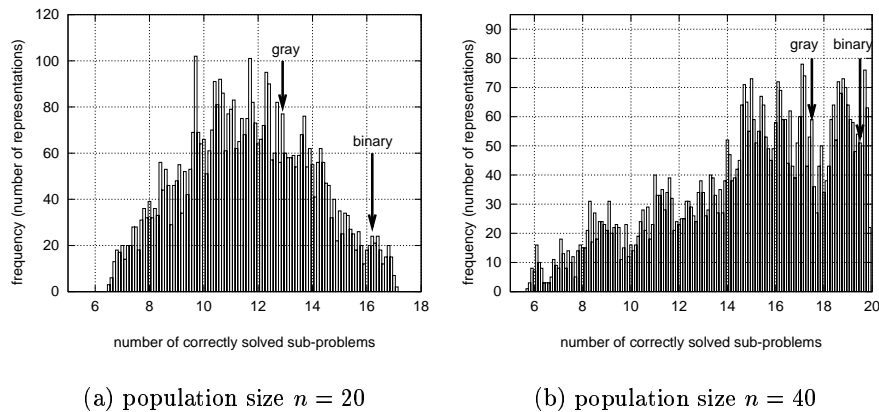 120
100
80
60
40
20
0
frequency (number of representations)
gray
binary
6 8 10 12 14 16 18
number of correctly solved sub-problems
(a) population size n = 20
90
80
70
60
50
40
30
20
10
0
frequency (number of representations)
gray binary
6 8 10 12 14 16 18 20
number of correctly solved sub-problems
(b) population size n = 40